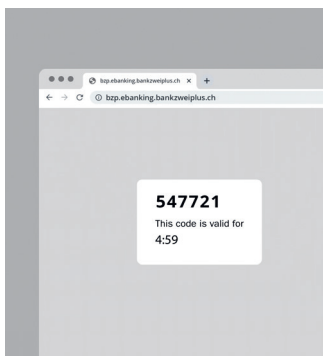 bzp.ebanking.bankzweiplus.ch
bzp.ebanking.bankzweiplus.ch
547721
This code is valid for
4:59